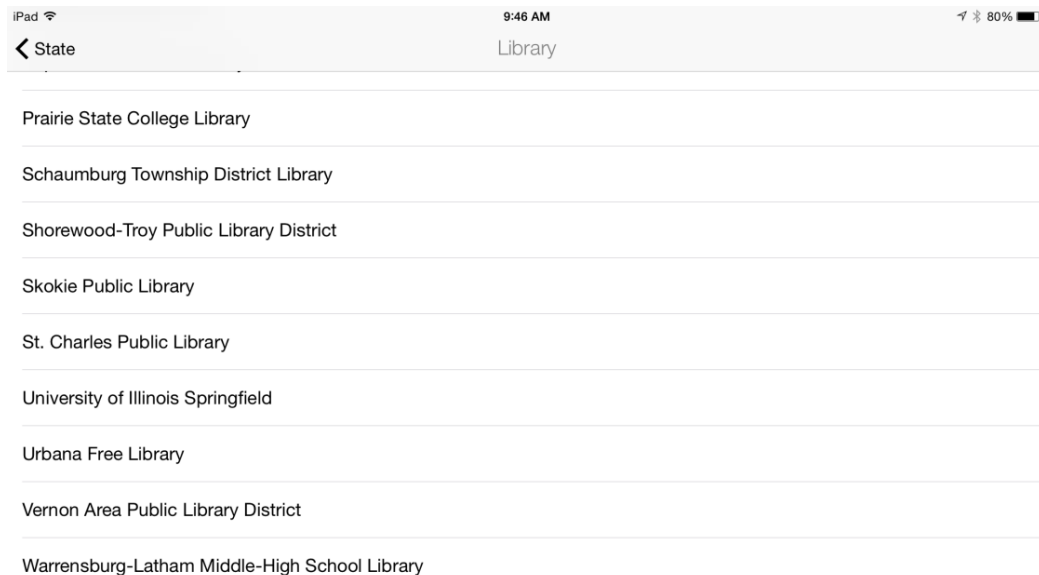 iPad 9:46 AM 80%
State Library
Prairie State College Library
Schaumburg Township District Library
Shorewood-Troy Public Library District
Skokie Public Library
St. Charles Public Library
University of Illinois Springfield
Urbana Free Library
Vernon Area Public Library District
Warrensburg-Latham Middle-High School Library